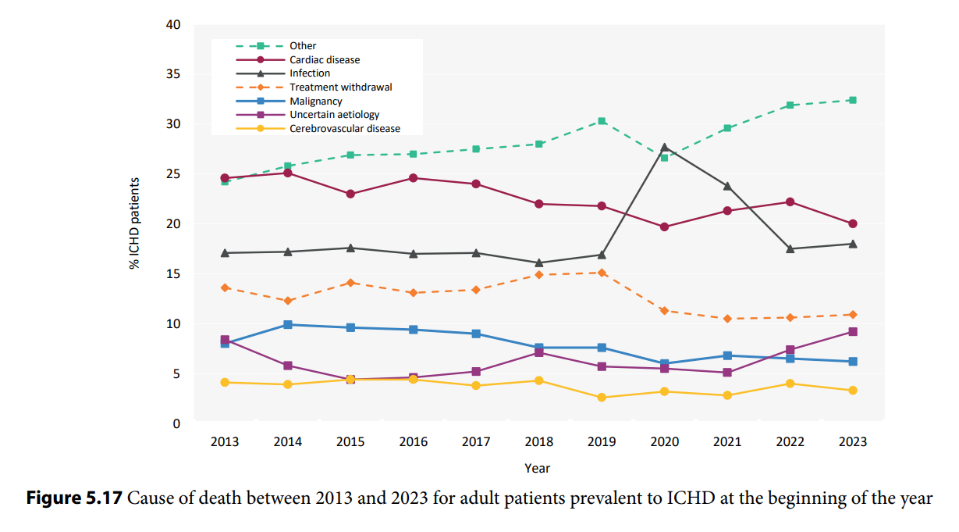 40
35
30
25
20
15
10
5
0
% ICHD patients
Other
Cardiac disease
Infection
Treatment withdrawal
Malignancy
Uncertain aetiology
Cerebrovascular disease
2013 2014 2015 2016 2017 2018 2019 2020 2021 2022 2023
Year
Figure 5.17 Cause of death between 2013 and 2023 for adult patients prevalent to ICHD at the beginning of the year